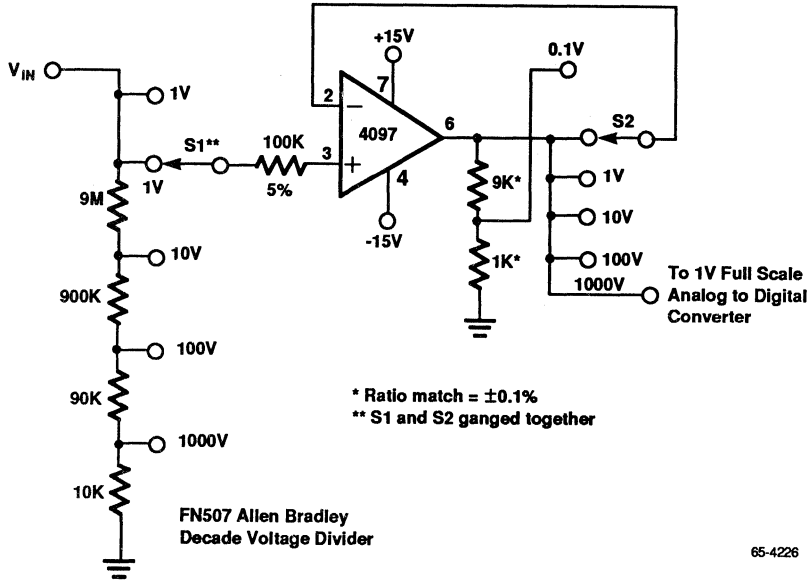 +15V
0.1V
VIN
1V
2
7
S1**
100K
4097
6
S2
1V
3
5%
4
9K*
1V
9M
-15V
10V
10V
1K*
100V
900K
1000V
To 1V Full Scale
Analog to Digital
Converter
100V
90K
* Ratio match = ±0.1%
** S1 and S2 ganged together
1000V
10K
FN507 Allen Bradley
Decade Voltage Divider
65-4226